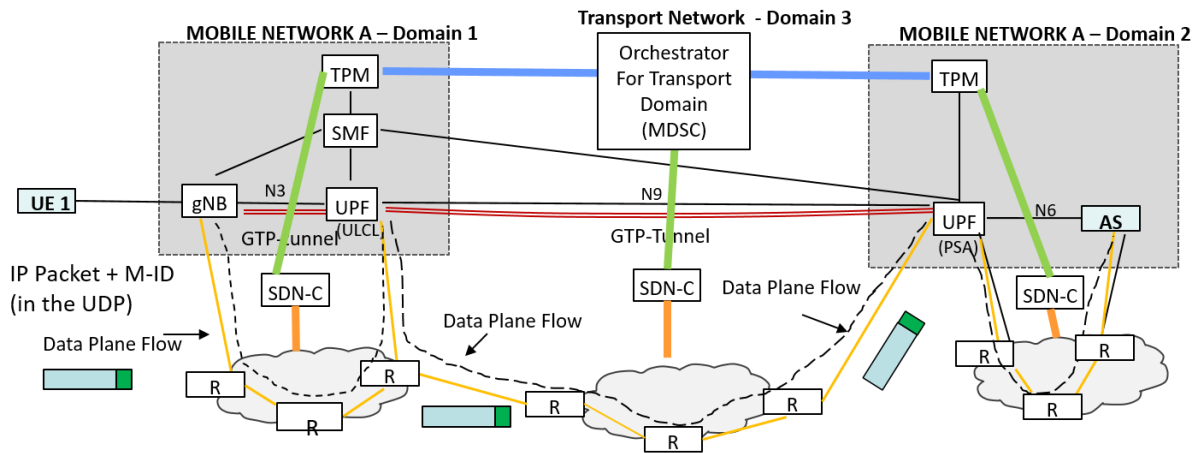 Transport Network - Domain 3
MOBILE NETWORK A – Domain 1
MOBILE NETWORK A – Domain 2
Orchestrator
For Transport
Domain
(MDSC)
TPM
TPM
SMF
UE 1
gNB
N3
UPF
(ULCL)
N9
UPF
(PSA)
N6
AS
GTP-Tunnel
GTP-Tunnel
IP Packet + M-ID
(in the UDP)
SDN-C
SDN-C
SDN-C
Data Plane Flow
Data Plane Flow
Data Plane Flow
R
R
R
R
R
R
R
R
R